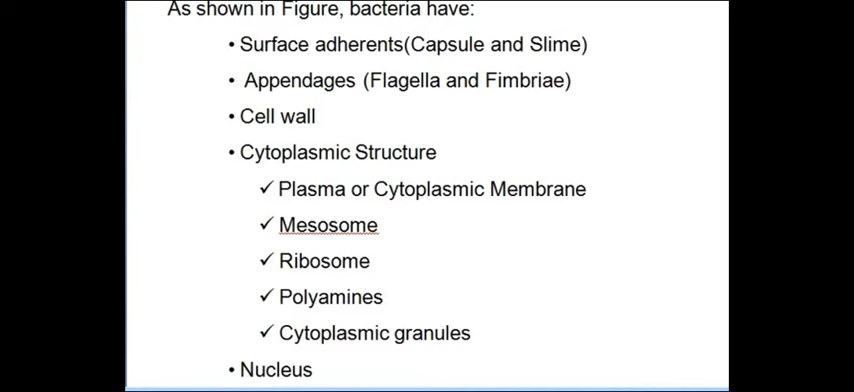 As shown in Figure, bacteria have:
• Surface adherents(Capsule and Slime)
• Appendages (Flagella and Fimbriae)
• Cell wall
• Cytoplasmic Structure
✓ Plasma or Cytoplasmic Membrane
✓ Mesosome
✓ Ribosome
✓ Polyamines
✓ Cytoplasmic granules
• Nucleus